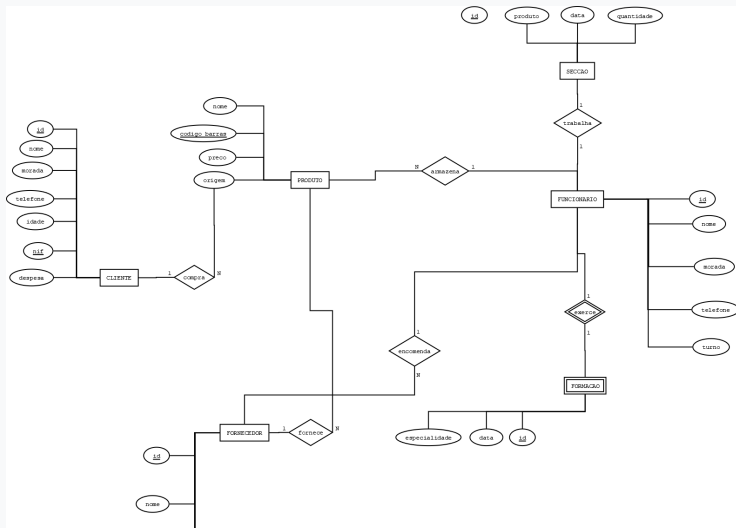 id
produto
data
quantidade
SECCAO
1
trabalha
1
nome
codigo barras
preco
origem
PRODUTO
N
armazena
1
id
nome
morada
telefone
idade
nif
despesa
CLIENTE
1
compra
N
FUNCIONARIO
id
nome
morada
telefone
turno
1
exerce
1
FORMACAO
especialidade
data
id
1
encomenda
N
FORNECEDOR
1
fornece
N
id
nome